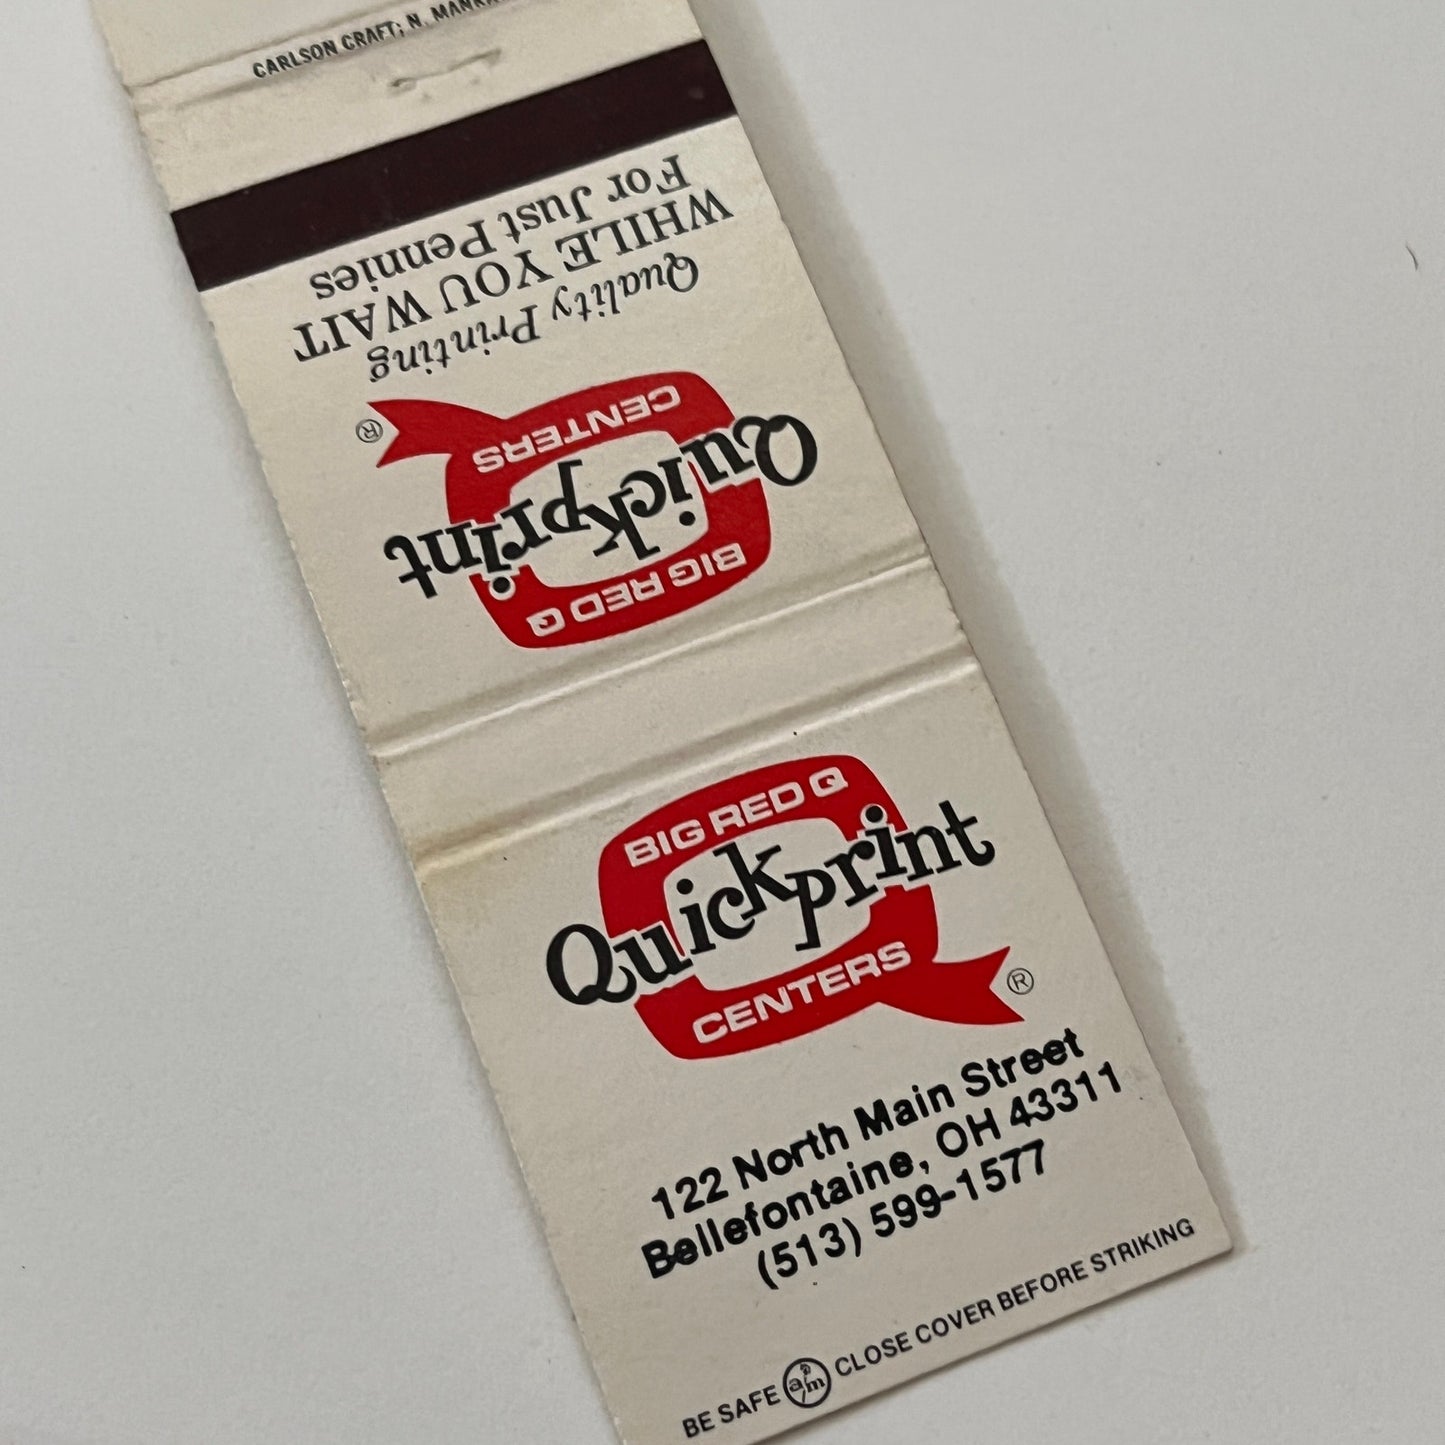 CARLSON CRAFT; N.
Quality Printing
WHILE YOU WAIT
For Just Pennies
BIG RED Q
Quickprint
CENTERS
®
BIG RED Q
Quickprint
CENTERS
®
122 North Main Street
Bellefontaine, OH 43311
(513) 599-1577
BE SAFE a/m CLOSE COVER BEFORE STRIKING